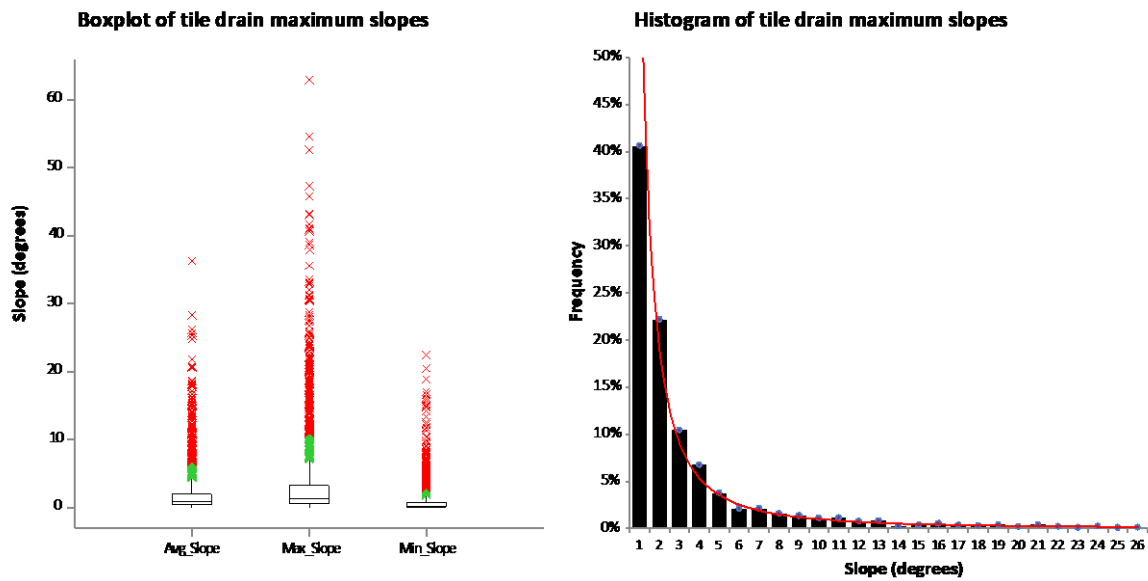 Boxplot of tile drain maximum slopes
Slope (degrees)
60
50
40
30
20
10
0
Avg_Slope Max_Slope Min_Slope
Histogram of tile drain maximum slopes
Frequency
50%
45%
40%
35%
30%
25%
20%
15%
10%
5%
0%
1 2 3 4 5 6 7 8 9 10 11 12 13 14 15 16 17 18 19 20 21 22 23 24 25 26
Slope (degrees)